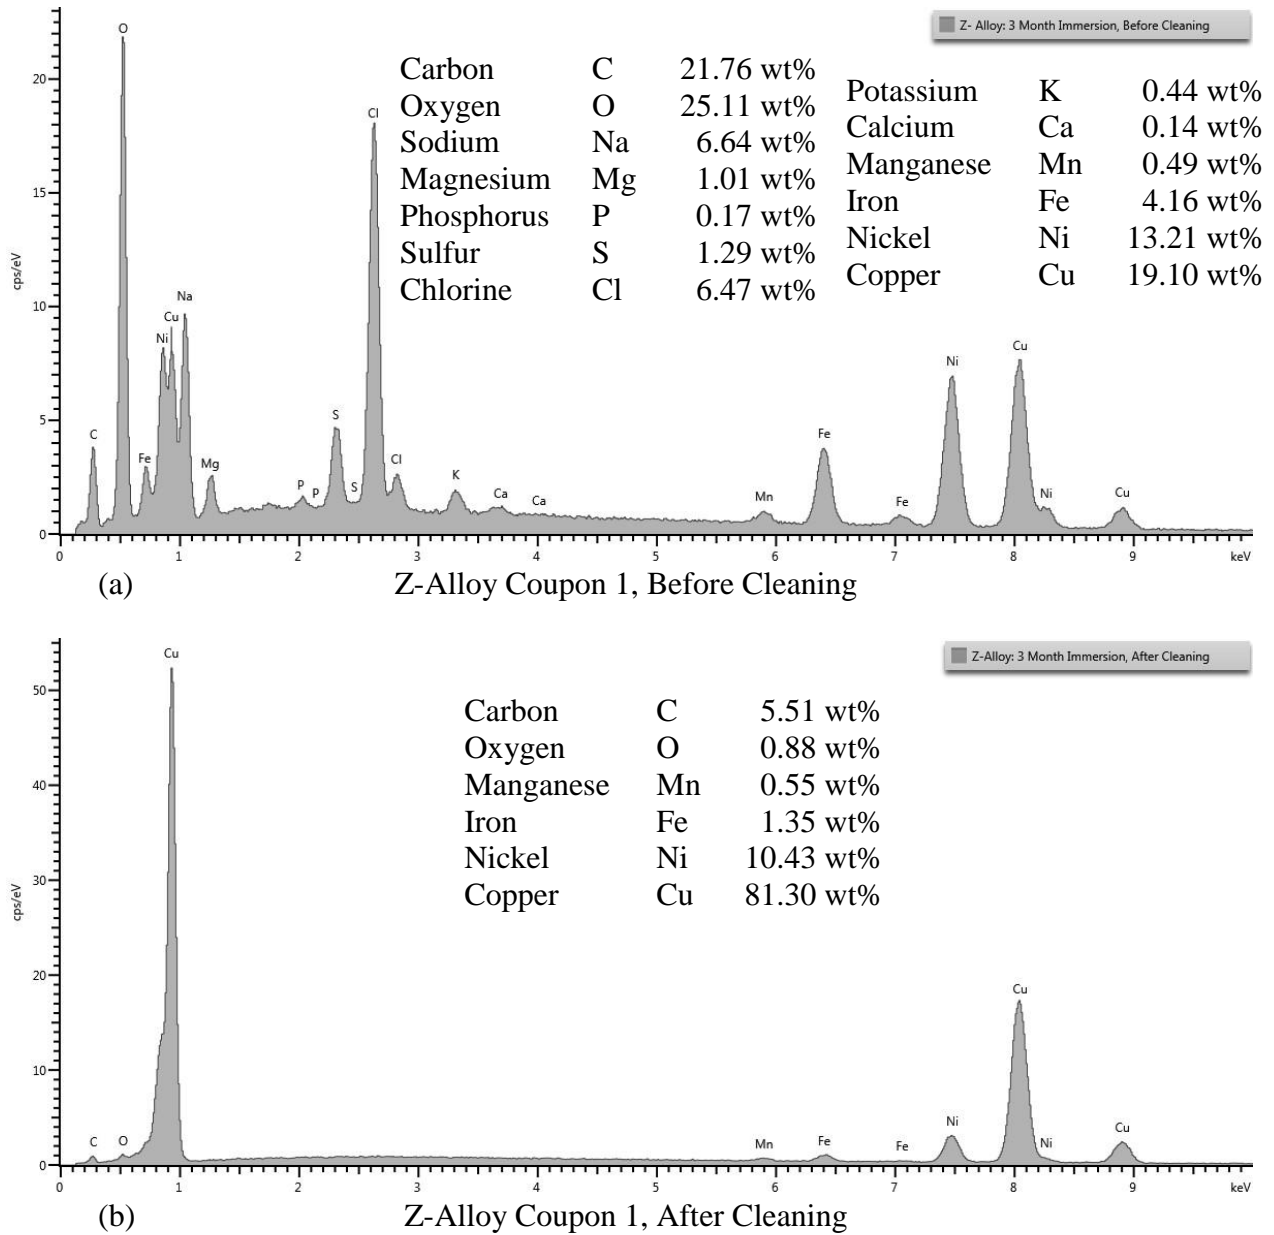 Z- Alloy: 3 Month Immersion, Before Cleaning
Carbon C 21.76 wt%
Oxygen O 25.11 wt%
Sodium Na 6.64 wt%
Magnesium Mg 1.01 wt%
Phosphorus P 0.17 wt%
Sulfur S 1.29 wt%
Chlorine Cl 6.47 wt%
Potassium K 0.44 wt%
Calcium Ca 0.14 wt%
Manganese Mn 0.49 wt%
Iron Fe 4.16 wt%
Nickel Ni 13.21 wt%
Copper Cu 19.10 wt%
cps/eV
20
15
10
5
0
C
O
Fe
Ni
Cu
Na
Mg
P
P
S
S
Cl
Cl
K
Ca
Ca
Mn
Fe
Fe
Ni
Cu
Ni
Cu
0 1 2 3 4 5 6 7 8 9 keV
(a) Z-Alloy Coupon 1, Before Cleaning
Z-Alloy: 3 Month Immersion, After Cleaning
Carbon C 5.51 wt%
Oxygen O 0.88 wt%
Manganese Mn 0.55 wt%
Iron Fe 1.35 wt%
Nickel Ni 10.43 wt%
Copper Cu 81.30 wt%
cps/eV
50
40
30
20
10
0
C
O
Cu
Mn
Fe
Fe
Ni
Cu
Ni
Cu
0 1 2 3 4 5 6 7 8 9 keV
(b) Z-Alloy Coupon 1, After Cleaning